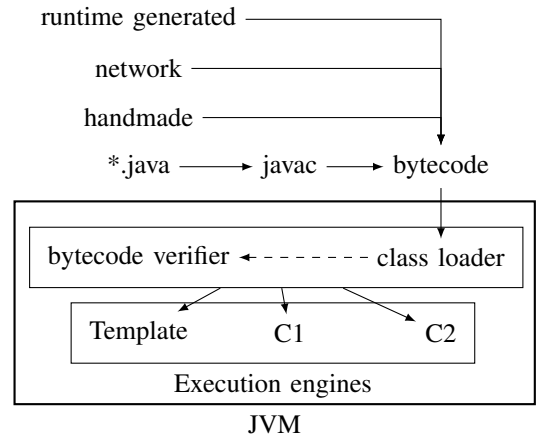 runtime generated
network
handmade
*.java javac bytecode
bytecode verifier class loader
Template C1 C2
Execution engines
JVM